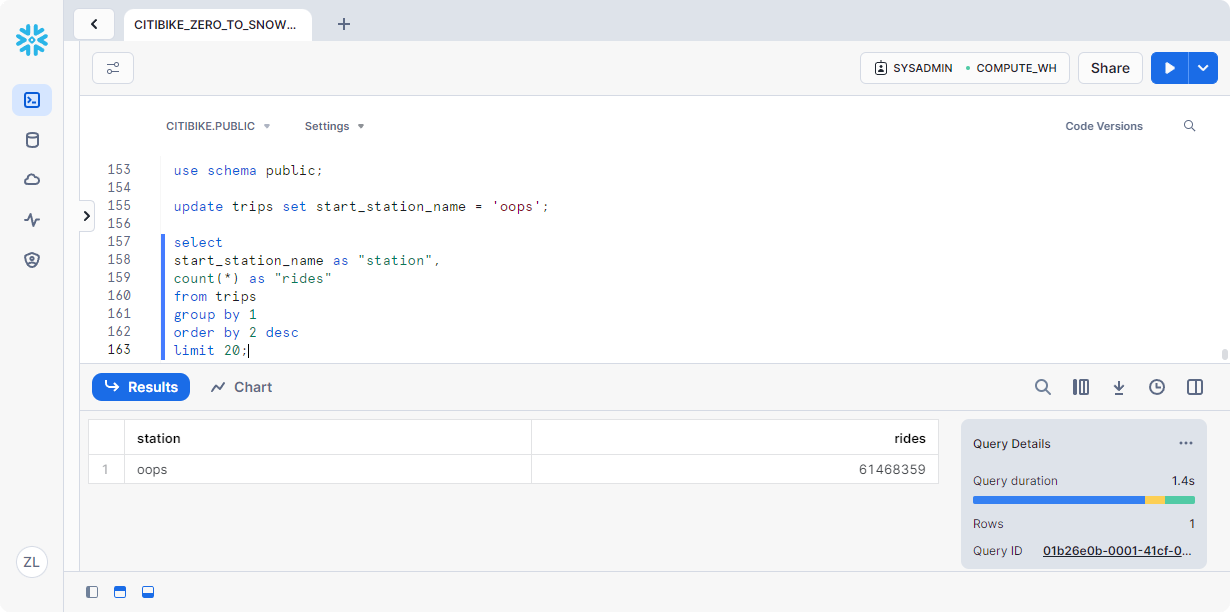 CITIBIKE_ZERO_TO_SNOW...
SYSADMIN COMPUTE_WH
Share
CITIBIKE.PUBLIC
Settings
Code Versions
153 use schema public;
154
155 update trips set start_station_name = 'oops';
156
157 select
158 start_station_name as "station",
159 count(*) as "rides"
160 from trips
161 group by 1
162 order by 2 desc
163 limit 20;
Results
Chart
station rides
1 oops 61468359
Query Details
Query duration 1.4s
Rows 1
Query ID 01b26e0b-0001-41cf-0...
ZL